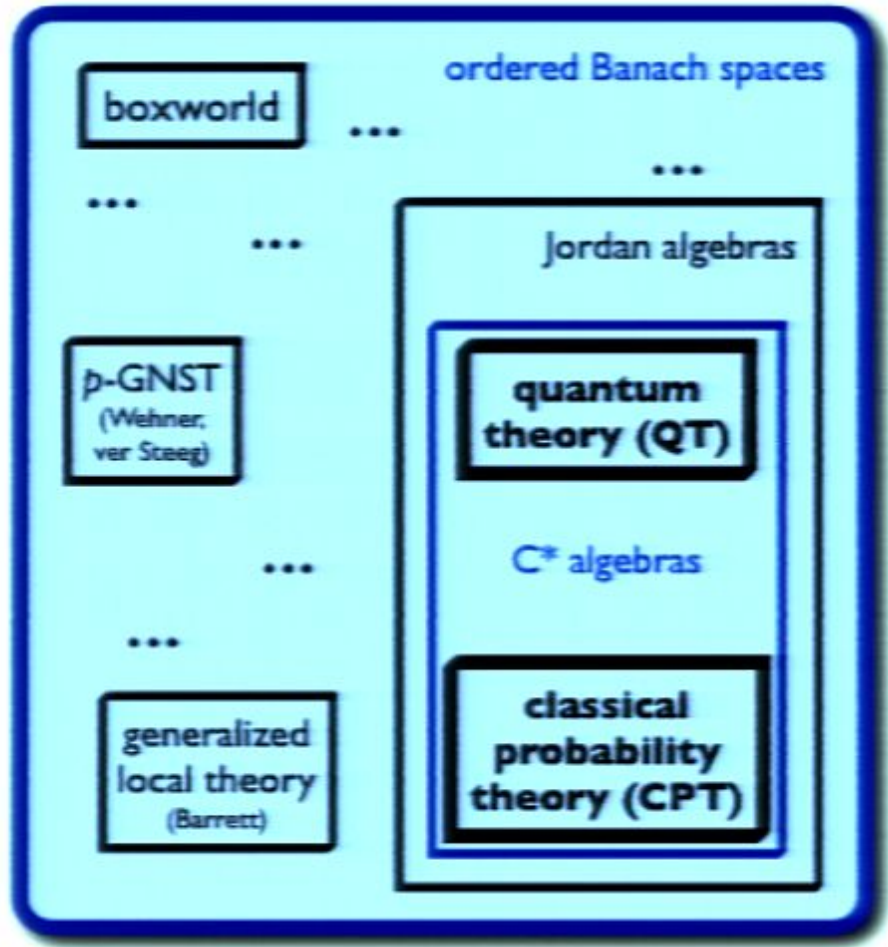 ordered Banach spaces
boxworld
...
...
...
...
Jordan algebras
p-GNST
(Wehner,
ver Steeg)
quantum
theory (QT)
C* algebras
...
...
generalized
local theory
(Barrett)
classical
probability
theory (CPT)